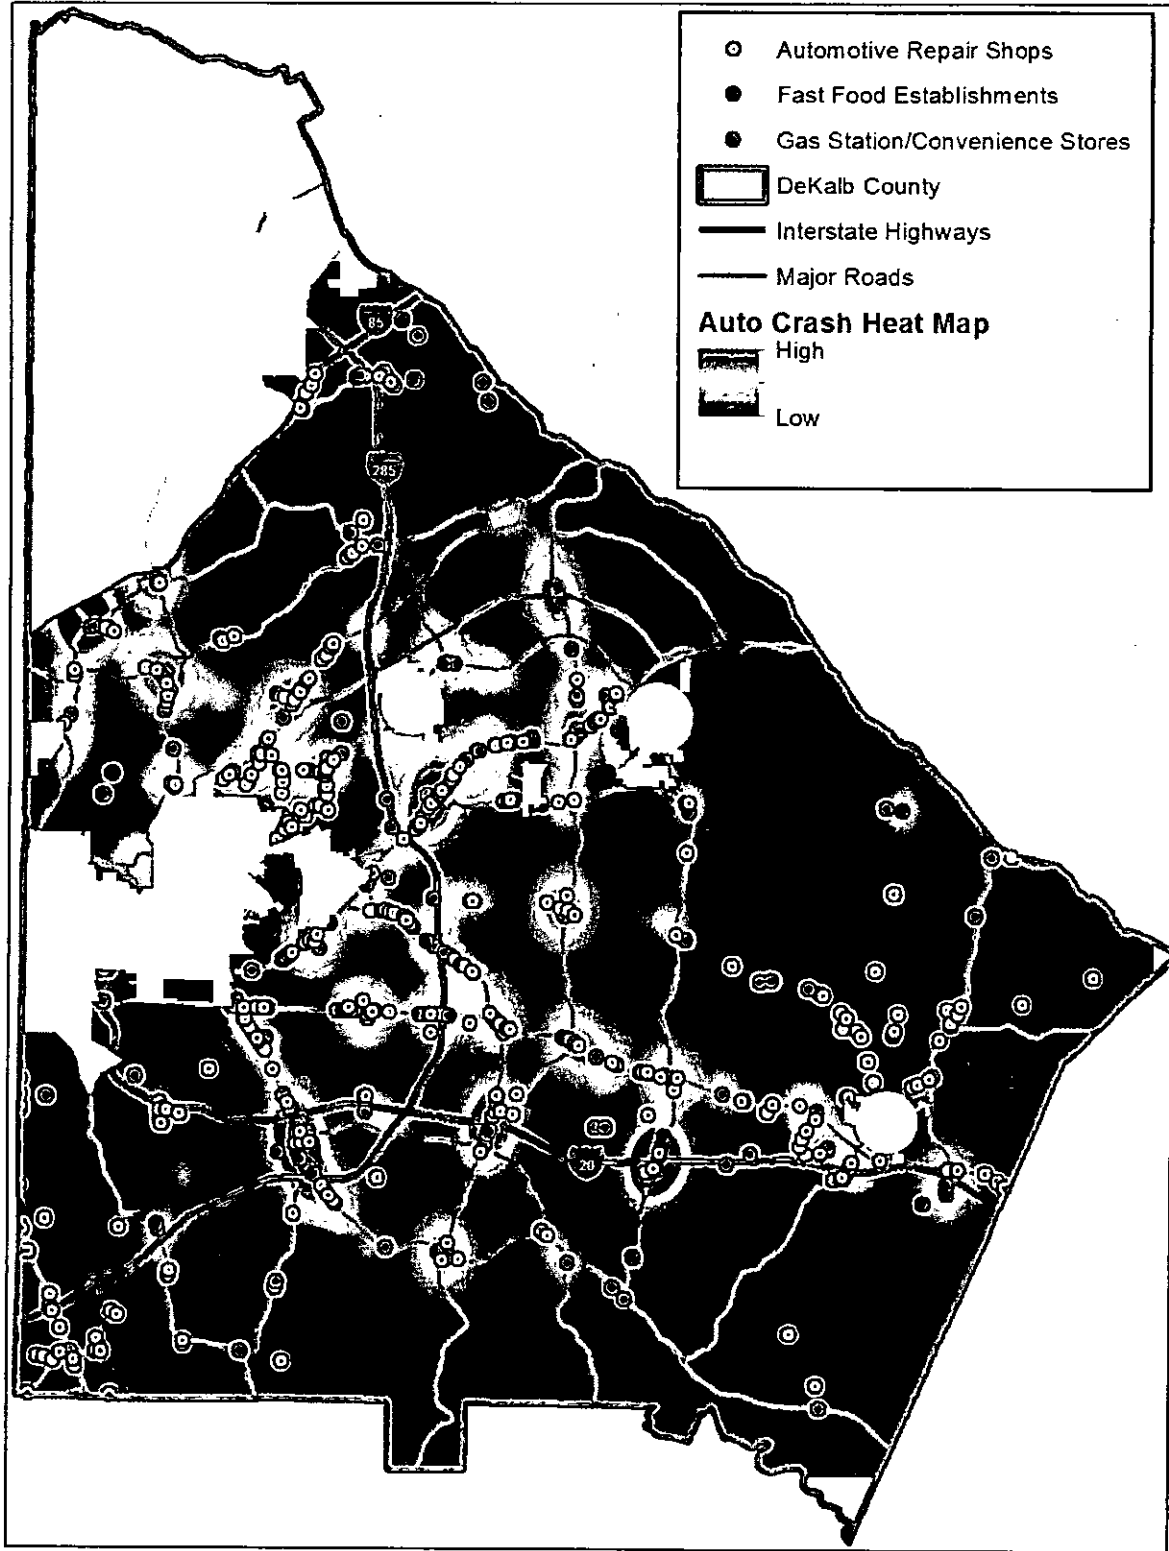 Automotive Repair Shops
Fast Food Establishments
Gas Station/Convenience Stores
DeKalb County
Interstate Highways
Major Roads
Auto Crash Heat Map
High
Low
85
285
20